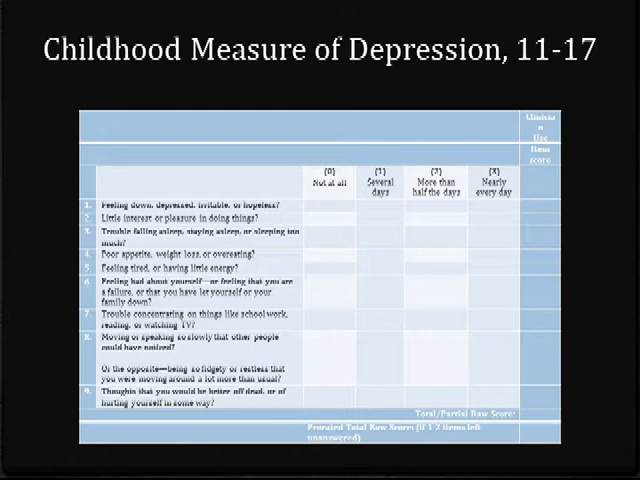 Childhood Measure of Depression, 11-17
Clinicia
n
Use
Item
score
(0)
Not at all
(1)
Several
days
(2)
More than
half the days
(3)
Nearly
every day
1. Feeling down, depressed, irritable, or hopeless?
2. Little interest or pleasure in doing things?
3. Trouble falling asleep, staying asleep, or sleeping too
much?
4. Poor appetite, weight loss, or overeating?
5. Feeling tired, or having little energy?
6. Feeling bad about yourself—or feeling that you are
a failure, or that you have let yourself or your
family down?
7. Trouble concentrating on things like school work,
reading, or watching TV?
8. Moving or speaking so slowly that other people
could have noticed?
Or the opposite—being so fidgety or restless that
you were moving around a lot more than usual?
9. Thoughts that you would be better off dead, or of
hurting yourself in some way?
Total/Partial Raw Score:
Prorated Total Raw Score: (if 1-2 items left
unanswered)